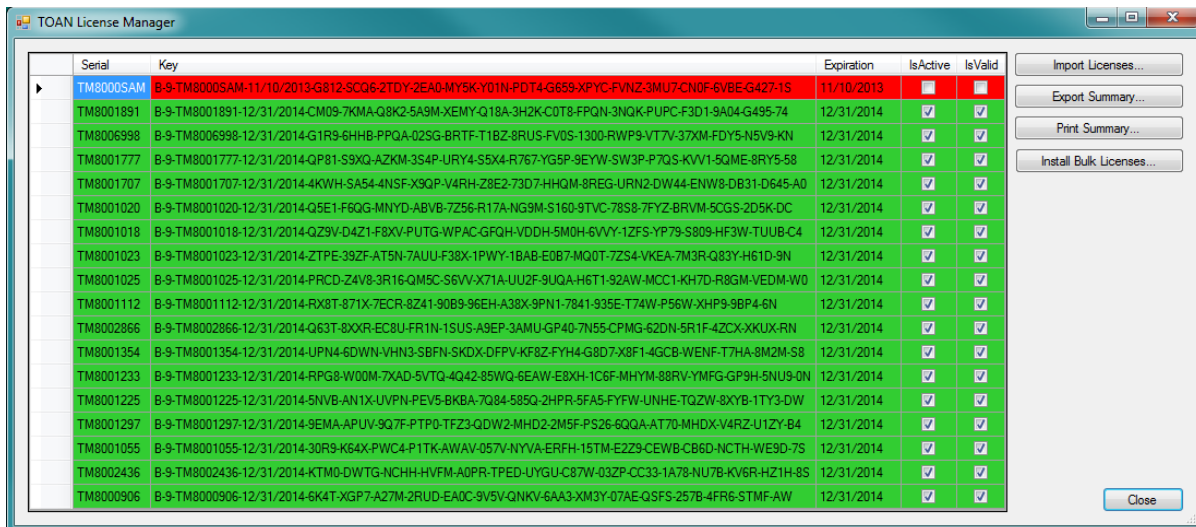 TOAN License Manager
Serial Key Expiration IsActive IsValid
TM8000SAM B-9-TM8000SAM-11/10/2013-G812-SCQ6-2TDY-2EA0-MY5K-Y01N-PDT4-G659-XPYC-FVNZ-3MU7-CN0F-6VBE-G427-1S 11/10/2013
TM8001891 B-9-TM8001891-12/31/2014-CM09-7KMA-Q8K2-5A9M-XEMY-Q18A-3H2K-C0T8-FPQN-3NQK-PUPC-F3D1-9A04-G495-74 12/31/2014
TM8006998 B-9-TM8006998-12/31/2014-G1R9-6HHB-PPQA-02SG-BRTF-T1BZ-8RUS-FV0S-1300-RWP9-VT7V-37XM-FDY5-N5V9-KN 12/31/2014
TM8001777 B-9-TM8001777-12/31/2014-QP81-S9XQ-AZKM-3S4P-URY4-S5X4-R767-YG5P-9EYW-SW3P-P7QS-KVV1-5QME-8RY5-58 12/31/2014
TM8001707 B-9-TM8001707-12/31/2014-4KWH-SA54-4NSF-X9QP-V4RH-Z8E2-73D7-HHQM-8REG-URN2-DW44-ENW8-DB31-D645-A0 12/31/2014
TM8001020 B-9-TM8001020-12/31/2014-Q5E1-F6QG-MNYD-ABVB-7Z56-R17A-NG9M-S160-9TVC-78S8-7FYZ-BRVM-5CGS-2D5K-DC 12/31/2014
TM8001018 B-9-TM8001018-12/31/2014-QZ9V-D4Z1-F8XV-PUTG-WPAC-GFQH-VDDH-5M0H-6VVY-1ZFS-YP79-S809-HF3W-TUUB-C4 12/31/2014
TM8001023 B-9-TM8001023-12/31/2014-ZTPE-39ZF-AT5N-7AUU-F38X-1PWY-1BAB-E0B7-MQ0T-7ZS4-VKEA-7M3R-Q83Y-H61D-9N 12/31/2014
TM8001025 B-9-TM8001025-12/31/2014-PRCD-Z4V8-3R16-QM5C-S6VV-X71A-UU2F-9UQA-H6T1-92AW-MCC1-KH7D-R8GM-VEDM-W0 12/31/2014
TM8001112 B-9-TM8001112-12/31/2014-RX8T-871X-7ECR-8Z41-90B9-96EH-A38X-9PN1-7841-935E-T74W-P56W-XHP9-9BP4-6N 12/31/2014
TM8002866 B-9-TM8002866-12/31/2014-Q63T-8XXR-EC8U-FR1N-1SUS-A9EP-3AMU-GP40-7N55-CPMG-62DN-5R1F-4ZCX-XKUX-RN 12/31/2014
TM8001354 B-9-TM8001354-12/31/2014-UPN4-6DWN-VHN3-SBFN-SKDX-DFPV-KF8Z-FYH4-G8D7-X8F1-4GCB-WENF-T7HA-8M2M-S8 12/31/2014
TM8001233 B-9-TM8001233-12/31/2014-RPG8-W00M-7XAD-5VTQ-4Q42-85WQ-6EAW-E8XH-1C6F-MHYM-88RV-YMFG-GP9H-5NU9-0N 12/31/2014
TM8001225 B-9-TM8001225-12/31/2014-5NVB-AN1X-UVPN-PEV5-BKBA-7Q84-585Q-2HPR-5FA5-FYFW-UNHE-TQZW-8XYB-1TY3-DW 12/31/2014
TM8001297 B-9-TM8001297-12/31/2014-9EMA-APUV-9Q7F-PTP0-TFZ3-QDW2-MHD2-2M5F-PS26-6QQA-AT70-MHDX-V4RZ-U1ZY-B4 12/31/2014
TM8001055 B-9-TM8001055-12/31/2014-30R9-K64X-PWC4-P1TK-AWAV-057V-NYVA-ERFH-15TM-E2Z9-CEWB-CB6D-NCTH-WE9D-7S 12/31/2014
TM8002436 B-9-TM8002436-12/31/2014-KTM0-DWTG-NCHH-HVFM-A0PR-TPED-UYGU-C87W-03ZP-CC33-1A78-NU7B-KV6R-HZ1H-8S 12/31/2014
TM8000906 B-9-TM8000906-12/31/2014-6K4T-XGP7-A27M-2RUD-EA0C-9V5V-QNKV-6AA3-XM3Y-07AE-QSFS-257B-4FR6-STMF-AW 12/31/2014
Import Licenses...
Export Summary...
Print Summary...
Install Bulk Licenses...
Close